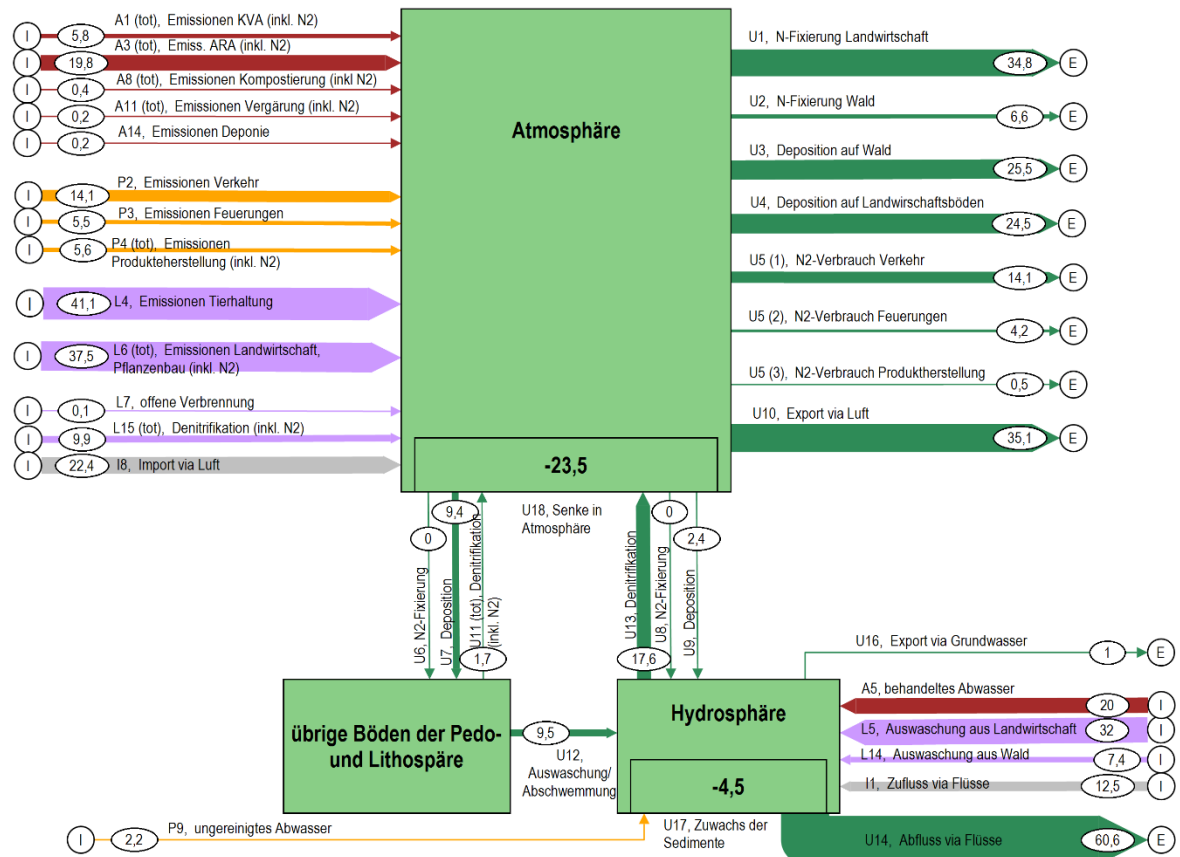 I
5,8
A1 (tot), Emissionen KVA (inkl. N2)
I
19,8
A3 (tot), Emiss. ARA (inkl. N2)
I
0,4
A8 (tot), Emissionen Kompostierung (inkl N2)
I
0,2
A11 (tot), Emissionen Vergärung (inkl. N2)
I
0,2
A14, Emissionen Deponie
I
14,1
P2, Emissionen Verkehr
I
5,5
P3, Emissionen Feuerungen
I
5,6
P4 (tot), Emissionen
Produkteherstellung (inkl. N2)
I
41,1
L4, Emissionen Tierhaltung
I
37,5
L6 (tot), Emissionen Landwirtschaft,
Pflanzenbau (inkl. N2)
I
0,1
L7, offene Verbrennung
I
9,9
L15 (tot), Denitrifikation (inkl. N2)
I
22,4
I8, Import via Luft
Atmosphäre
-23,5
U1, N-Fixierung Landwirtschaft
34,8
E
U2, N-Fixierung Wald
6,6
E
U3, Deposition auf Wald
25,5
E
U4, Deposition auf Landwirschaftsböden
24,5
E
U5 (1), N2-Verbrauch Verkehr
14,1
E
U5 (2), N2-Verbrauch Feuerungen
4,2
E
U5 (3), N2-Verbrauch Produktherstellung
0,5
E
U10, Export via Luft
35,1
E
U18, Senke in
Atmosphäre
0
U6, N2-Fixierung
9,4
U7, Deposition
U11 (tot), Denitrifikation
(inkl. N2)
1,7
U13, Denitrifikation
17,6
0
U8, N2-Fixierung
2,4
U9, Deposition
übrige Böden der Pedo-
und Lithospäre
9,5
U12,
Auswaschung/
Abschwemmung
Hydrosphäre
-4,5
U17, Zuwachs der
Sedimente
U16, Export via Grundwasser
1
E
A5, behandeltes Abwasser
20
I
L5, Auswaschung aus Landwirtschaft
32
I
L14, Auswaschung aus Wald
7,4
I
I1, Zufluss via Flüsse
12,5
I
U14, Abfluss via Flüsse
60,6
E
I
2,2
P9, ungereinigtes Abwasser